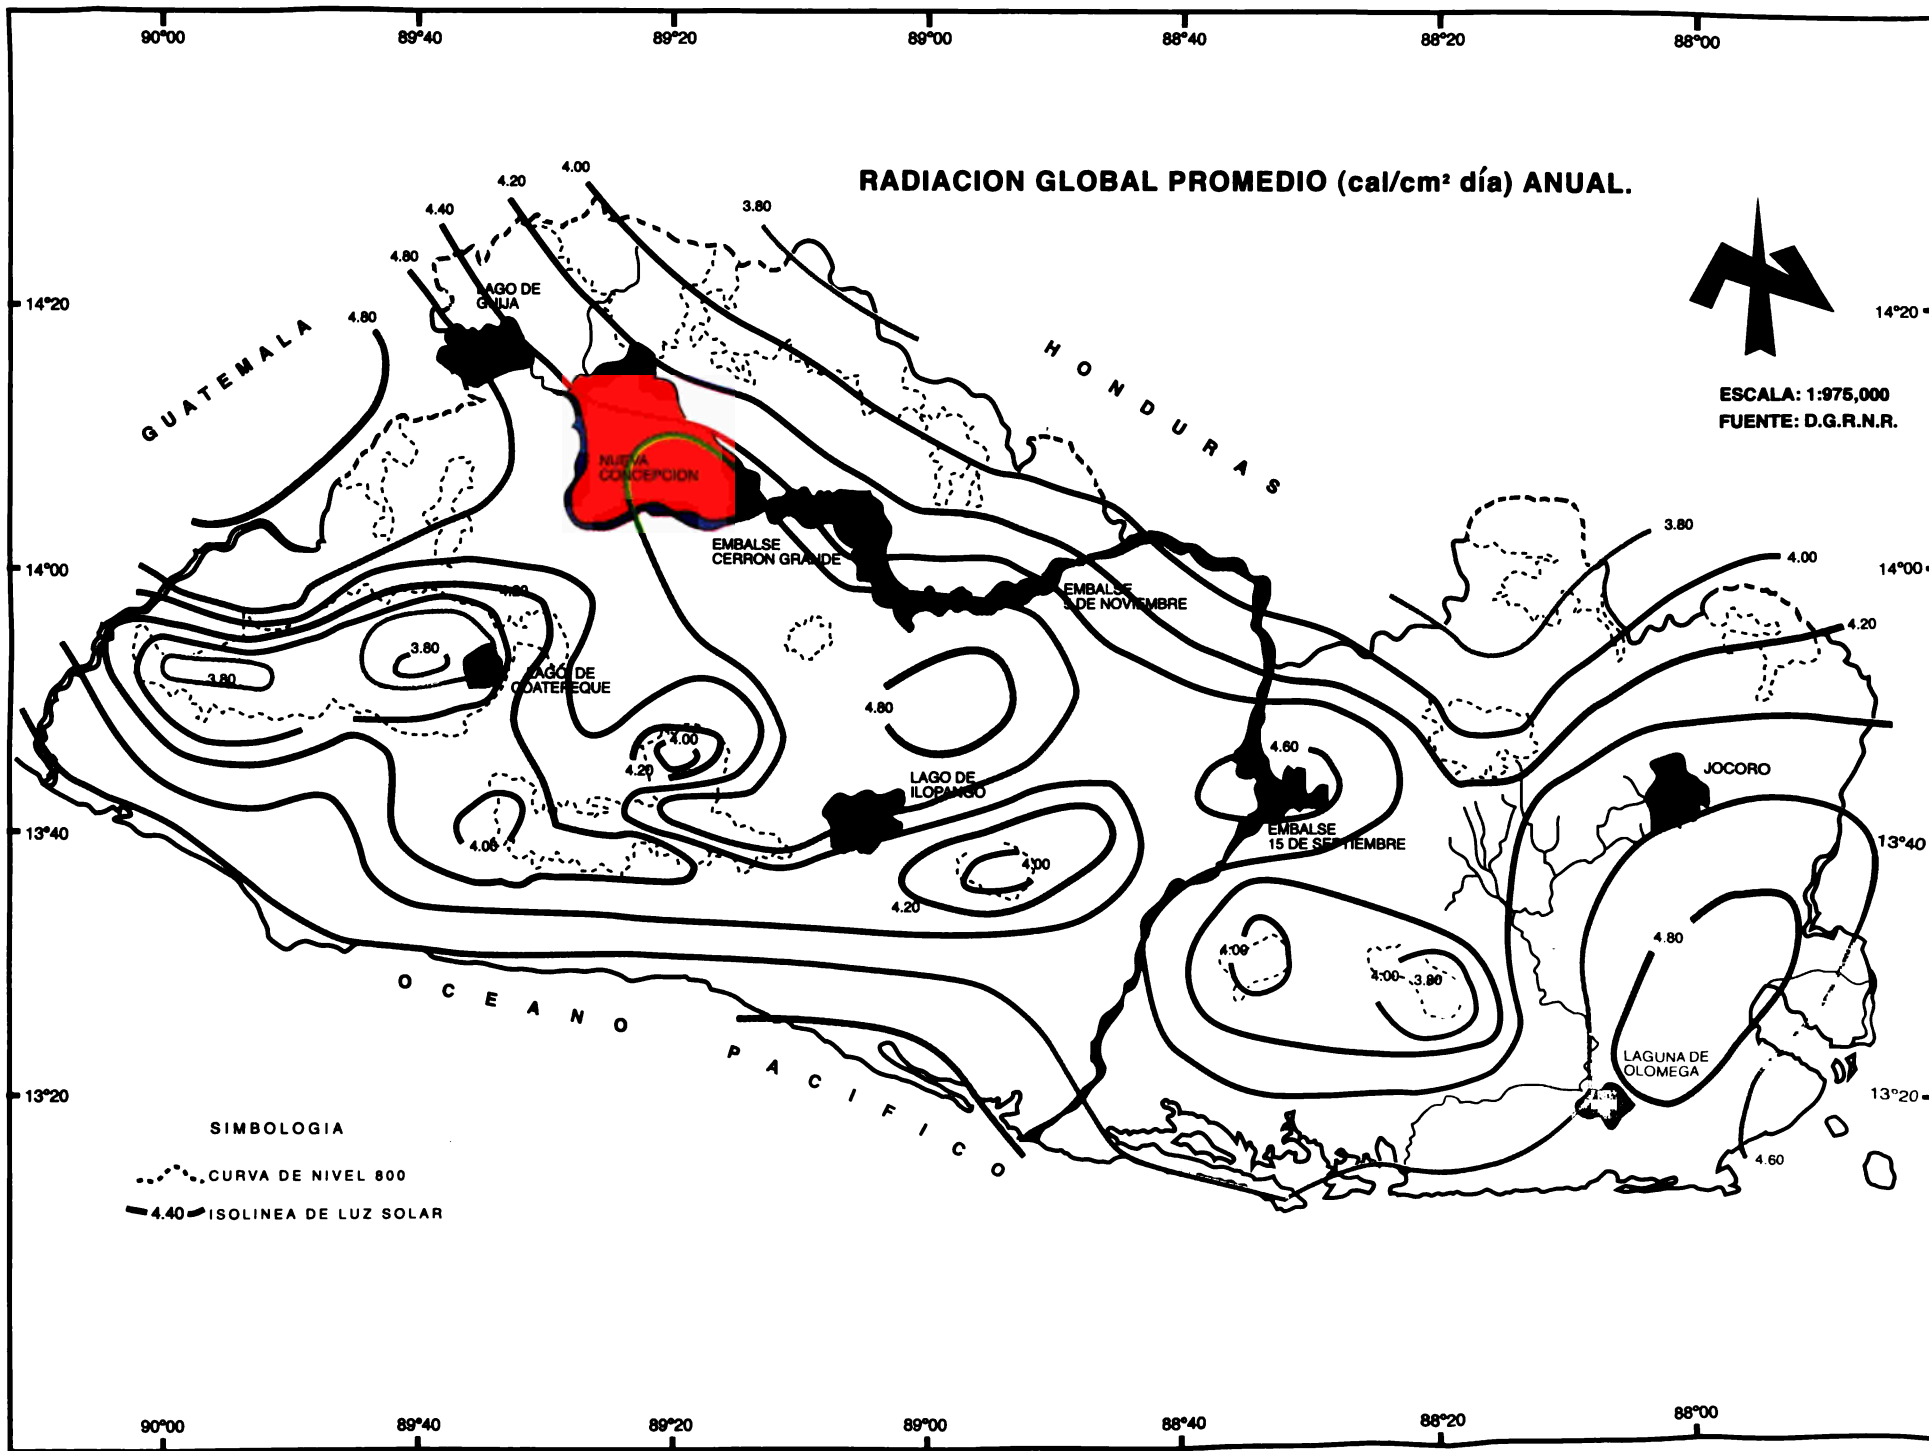 90°00
89°40
89°20
89°00
88°40
88°20
88°00
RADIACION GLOBAL PROMEDIO (cal/cm² día) ANUAL.
4.00
4.20
4.40
4.80
3.80
4.80
LAGO DE
GUIJA
14°20
14°20
GUATEMALA
HONDURAS
ESCALA: 1:975,000
FUENTE: D.G.R.N.R.
NUEVA
CONCEPCION
EMBALSE
CERRON GRANDE
EMBALSE
5 DE NOVIEMBRE
3.80
4.00
4.20
14°00
14°00
4.20
3.80
3.80
LAGO DE
COATEPEQUE
4.80
4.00
4.20
4.60
LAGO DE
ILOPANGO
JOCORO
13°40
13°40
4.00
EMBALSE
15 DE SEPTIEMBRE
4.00
4.20
4.00
4.00
3.80
4.80
OCEANO PACIFICO
LAGUNA DE
OLOMEGA
13°20
13°20
4.60
SIMBOLOGIA
CURVA DE NIVEL 800
4.40 ISOLINEA DE LUZ SOLAR
90°00
89°40
89°20
89°00
88°40
88°20
88°00